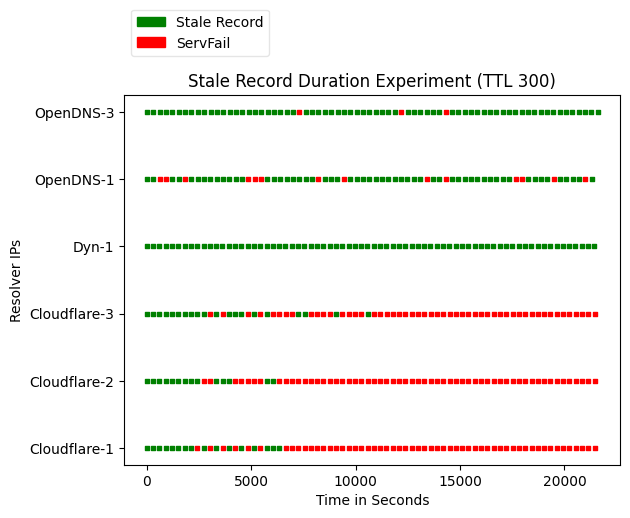 Stale Record
ServFail
Stale Record Duration Experiment (TTL 300)
OpenDNS-3
OpenDNS-1
Dyn-1
Cloudflare-3
Cloudflare-2
Cloudflare-1
Resolver IPs
0 5000 10000 15000 20000
Time in Seconds